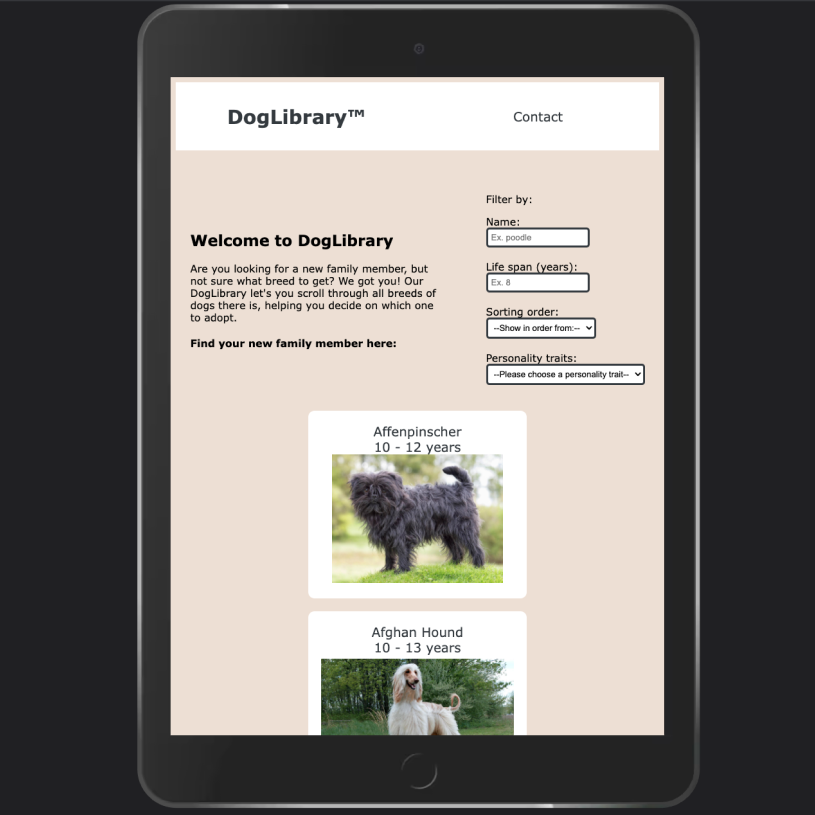 DogLibrary™
Contact
Welcome to DogLibrary
Are you looking for a new family member, but
not sure what breed to get? We got you! Our
DogLibrary let's you scroll through all breeds of
dogs there is, helping you decide on which one
to adopt.
Find your new family member here:
Filter by:
Name:
Ex. poodle
Life span (years):
Ex. 8
Sorting order:
--Show in order from:--
Personality traits:
--Please choose a personality trait--
Affenpinscher
10 - 12 years
Afghan Hound
10 - 13 years